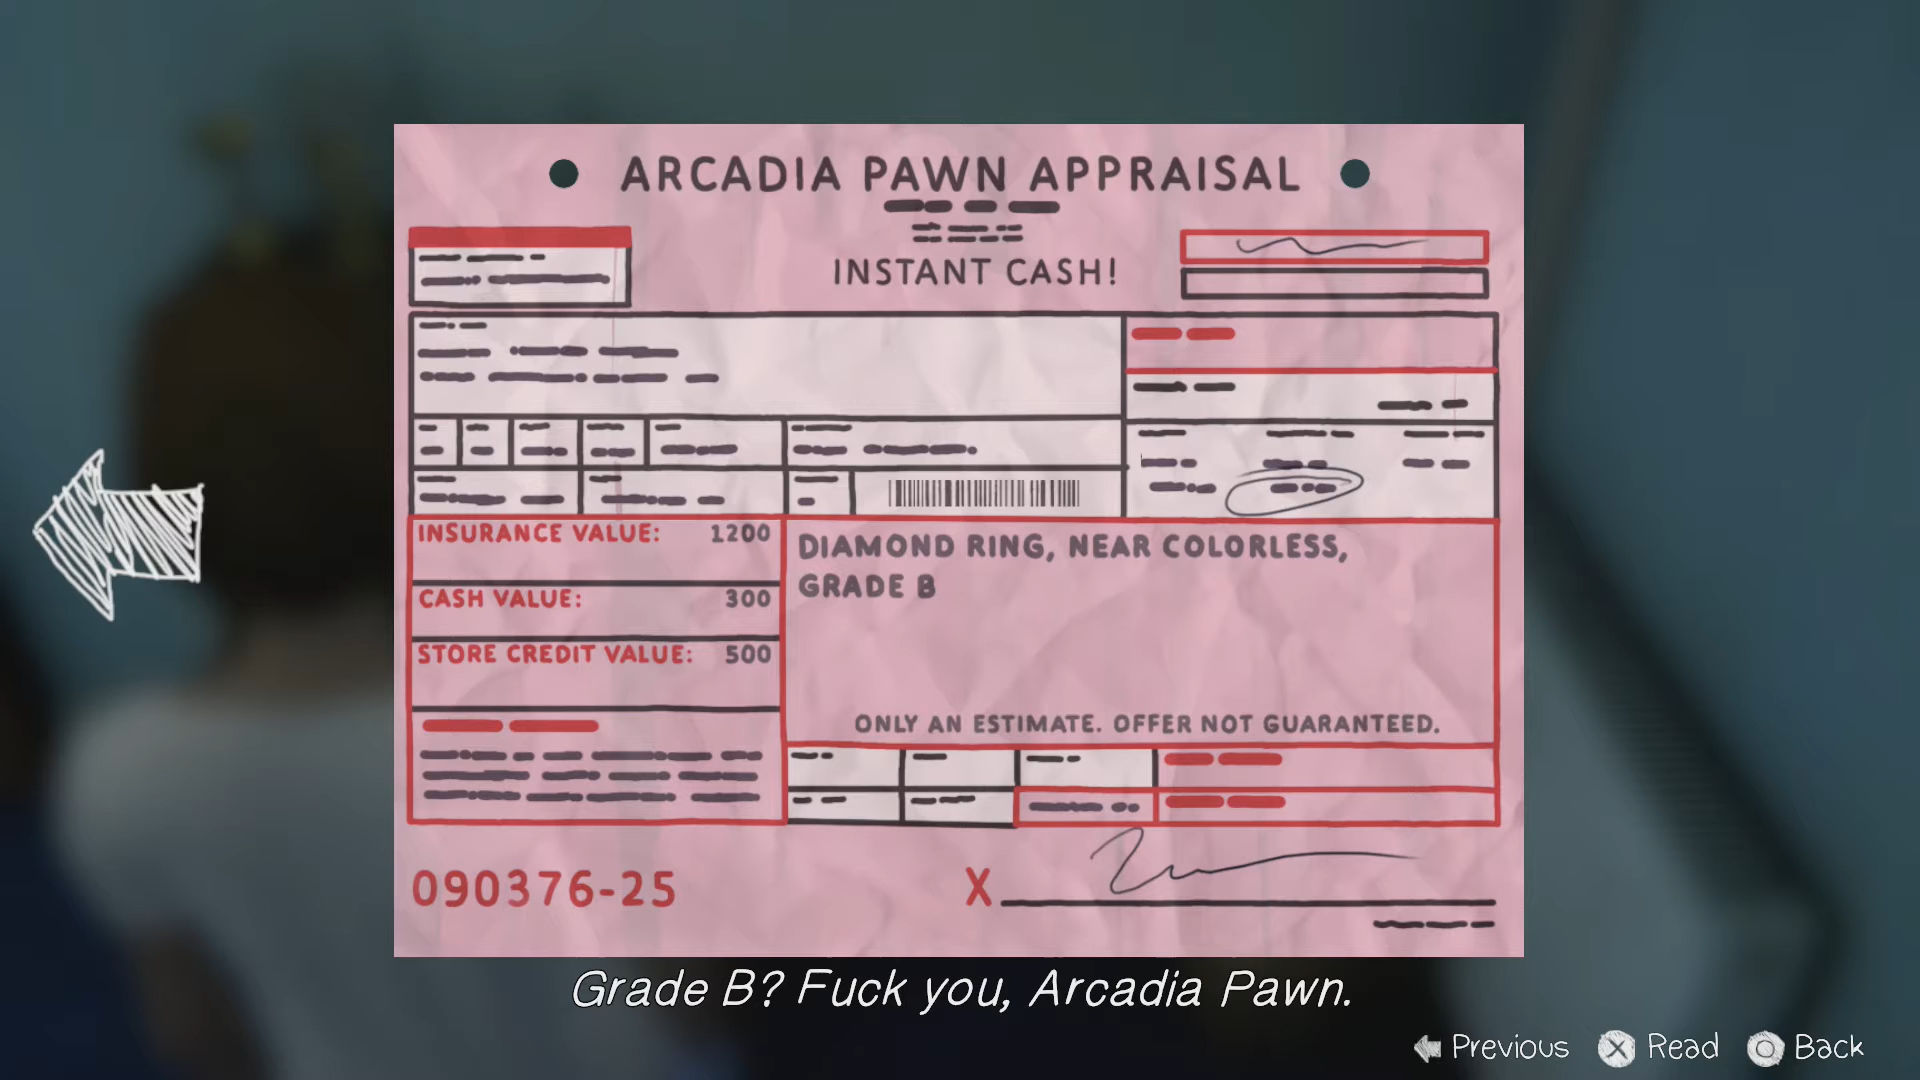 ARCADIA PAWN APPRAISAL
INSTANT CASH!
INSURANCE VALUE: 1200
CASH VALUE: 300
STORE CREDIT VALUE: 500
DIAMOND RING, NEAR COLORLESS,
GRADE B
ONLY AN ESTIMATE. OFFER NOT GUARANTEED.
090376-25
X
Grade B? Fuck you, Arcadia Pawn.
Previous
Read
Back